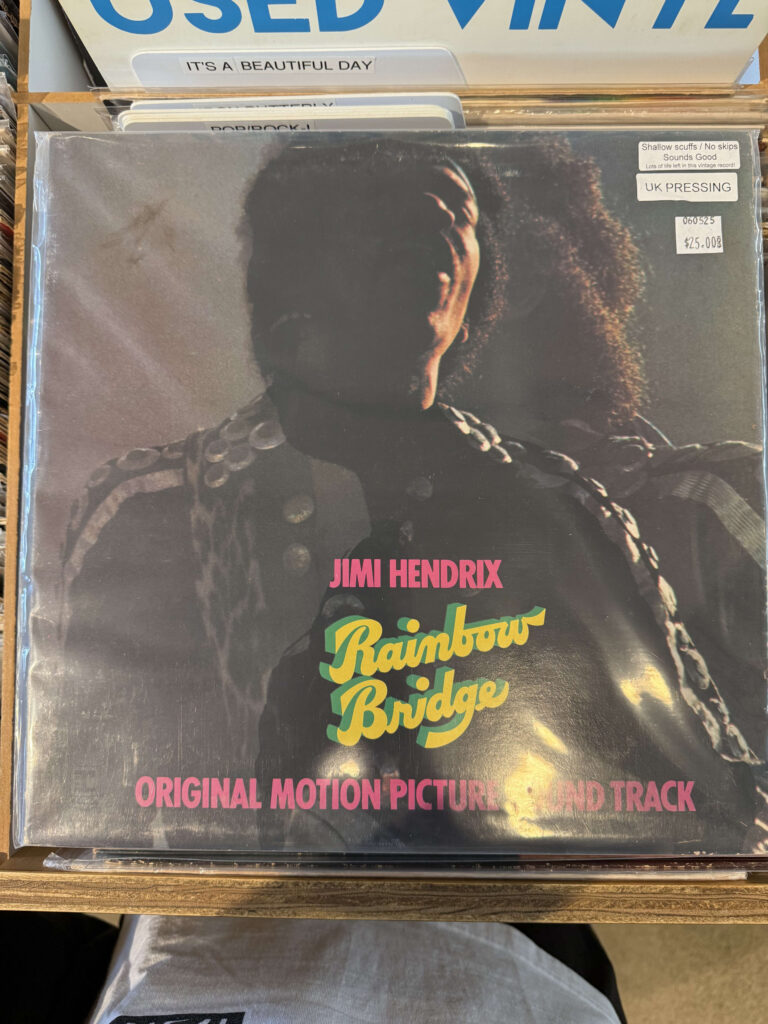 USED VINYL
IT'S A BEAUTIFUL DAY
BUTTERFLY
POP/ROCK-I
Shallow scuffs / No skips
Sounds Good
Lots of life left in this vintage record!
UK PRESSING
060525
$25.00
JIMI HENDRIX
Rainbow
Bridge
ORIGINAL MOTION PICTURE SOUND TRACK